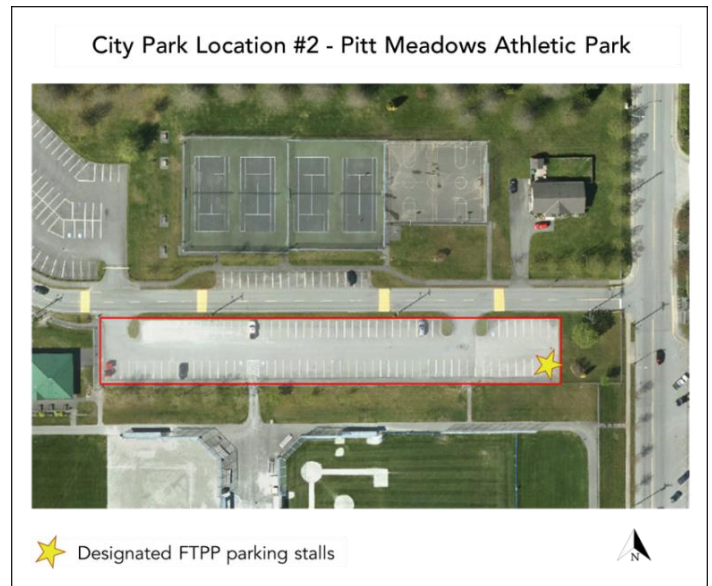 City Park Location #2 - Pitt Meadows Athletic Park
Designated FTPP parking stalls
N